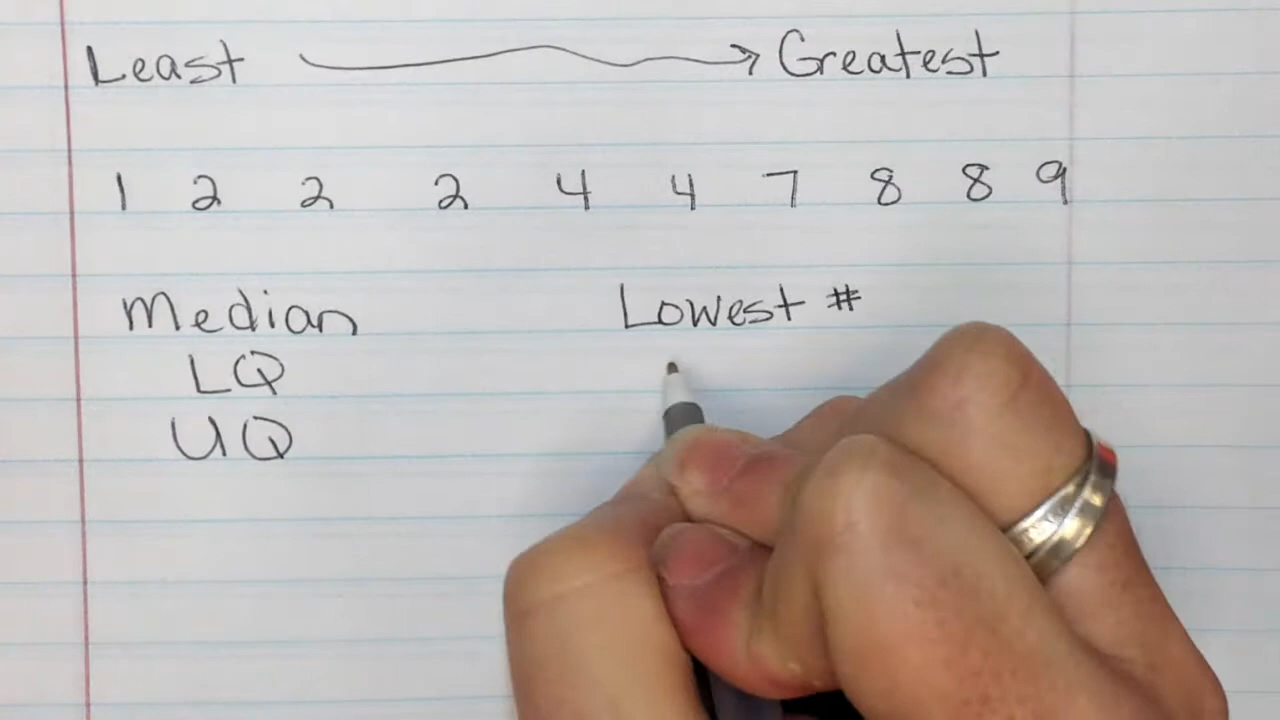 Least → Greatest
1 2 2 2 4 4 7 8 8 9
Median Lowest #
LQ
UQ